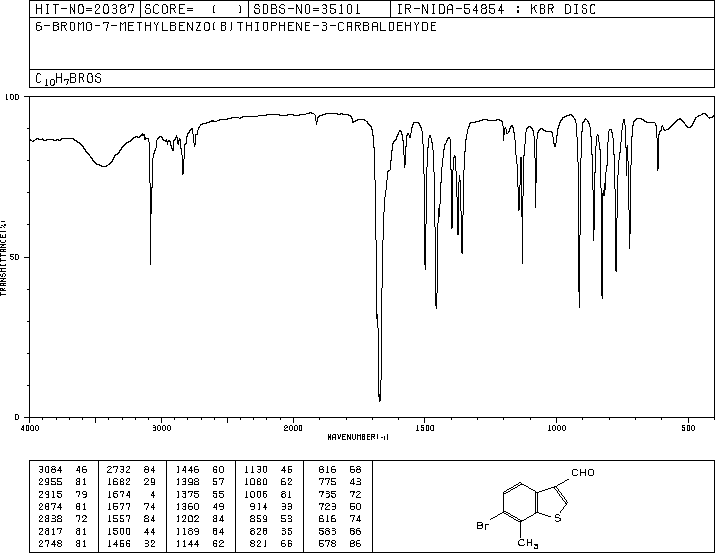 HIT-NO=20387 SCORE= ( ) SDBS-NO=35101 IR-NIDA-54854 : KBR DISC
6-BROMO-7-METHYLBENZO(B)THIOPHENE-3-CARBALDEHYDE
C10H7BROS
100
50
0
TRANSMITTANCE(%)
4000 3000 2000 1500 1000 500
WAVENUMBER(-1)
3084 46 2732 84 1446 60 1130 46 816 68
2955 81 1682 29 1398 57 1080 62 775 43
2915 79 1674 4 1375 55 1006 81 735 72
2874 81 1577 74 1360 49 914 33 723 50
2838 72 1557 84 1202 84 859 53 616 74
2817 81 1500 44 1189 84 828 35 586 86
2748 81 1456 32 1144 62 821 66 578 86
CHO
Br
S
CH3